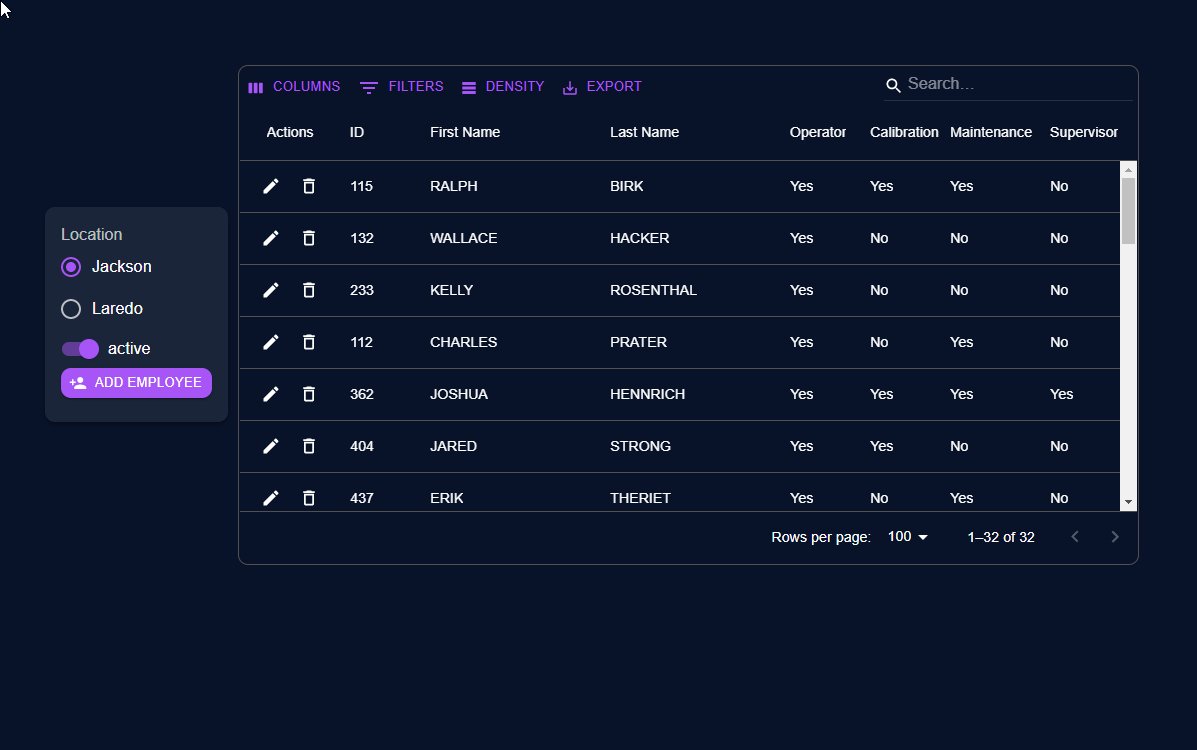 COLUMNS FILTERS DENSITY EXPORT Search...
Actions ID First Name Last Name Operator Calibration Maintenance Supervisor
115 RALPH BIRK Yes Yes Yes No
132 WALLACE HACKER Yes No No No
233 KELLY ROSENTHAL Yes No No No
112 CHARLES PRATER Yes No Yes No
362 JOSHUA HENNRICH Yes Yes Yes Yes
404 JARED STRONG Yes Yes No No
437 ERIK THERIET Yes No Yes No
Rows per page: 100 1–32 of 32
Location
Jackson
Laredo
active
ADD EMPLOYEE